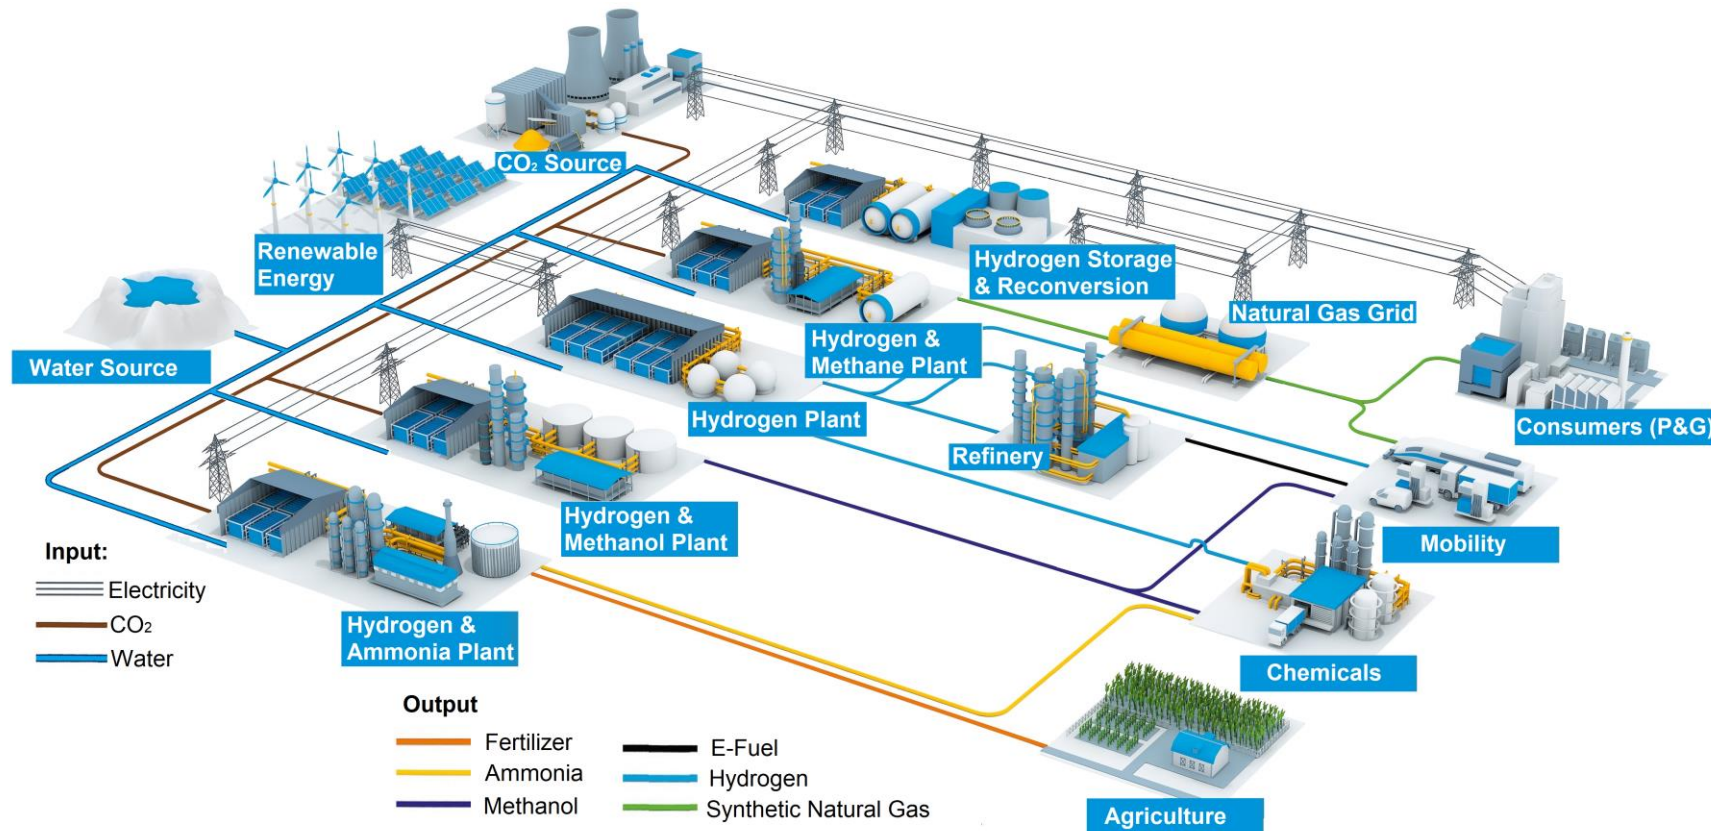 CO₂ Source
Renewable
Energy
Water Source
Hydrogen Storage
& Reconversion
Natural Gas Grid
Hydrogen &
Methane Plant
Hydrogen Plant
Consumers (P&G)
Refinery
Hydrogen &
Methanol Plant
Mobility
Hydrogen &
Ammonia Plant
Chemicals
Agriculture
Input:
Electricity
CO₂
Water
Output
Fertilizer
Ammonia
Methanol
E-Fuel
Hydrogen
Synthetic Natural Gas